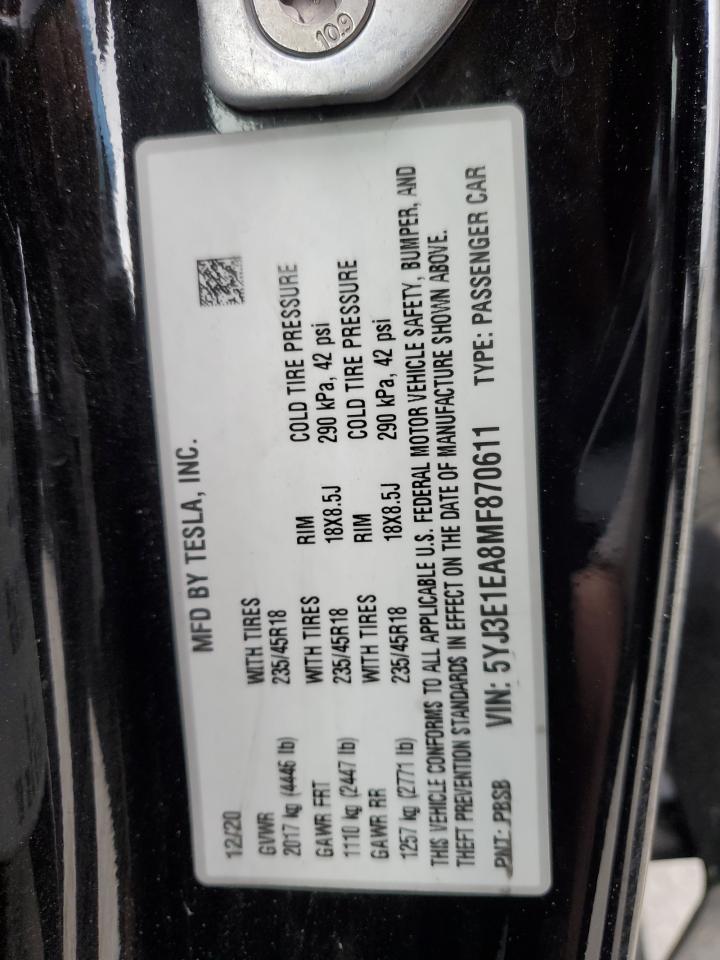 10.9
MFD BY TESLA, INC.
12/20
GVWR WITH TIRES
2017 kg (4446 lb) 235/45R18
GAWR FRT WITH TIRES RIM COLD TIRE PRESSURE
1110 kg (2447 lb) 235/45R18 18X8.5J 290 kPa, 42 psi
GAWR RR WITH TIRES RIM COLD TIRE PRESSURE
1257 kg (2771 lb) 235/45R18 18X8.5J 290 kPa, 42 psi
THIS VEHICLE CONFORMS TO ALL APPLICABLE U.S. FEDERAL MOTOR VEHICLE SAFETY, BUMPER, AND
THEFT PREVENTION STANDARDS IN EFFECT ON THE DATE OF MANUFACTURE SHOWN ABOVE.
PNT: PBSB VIN: 5YJ3E1EA8MF870611 TYPE: PASSENGER CAR